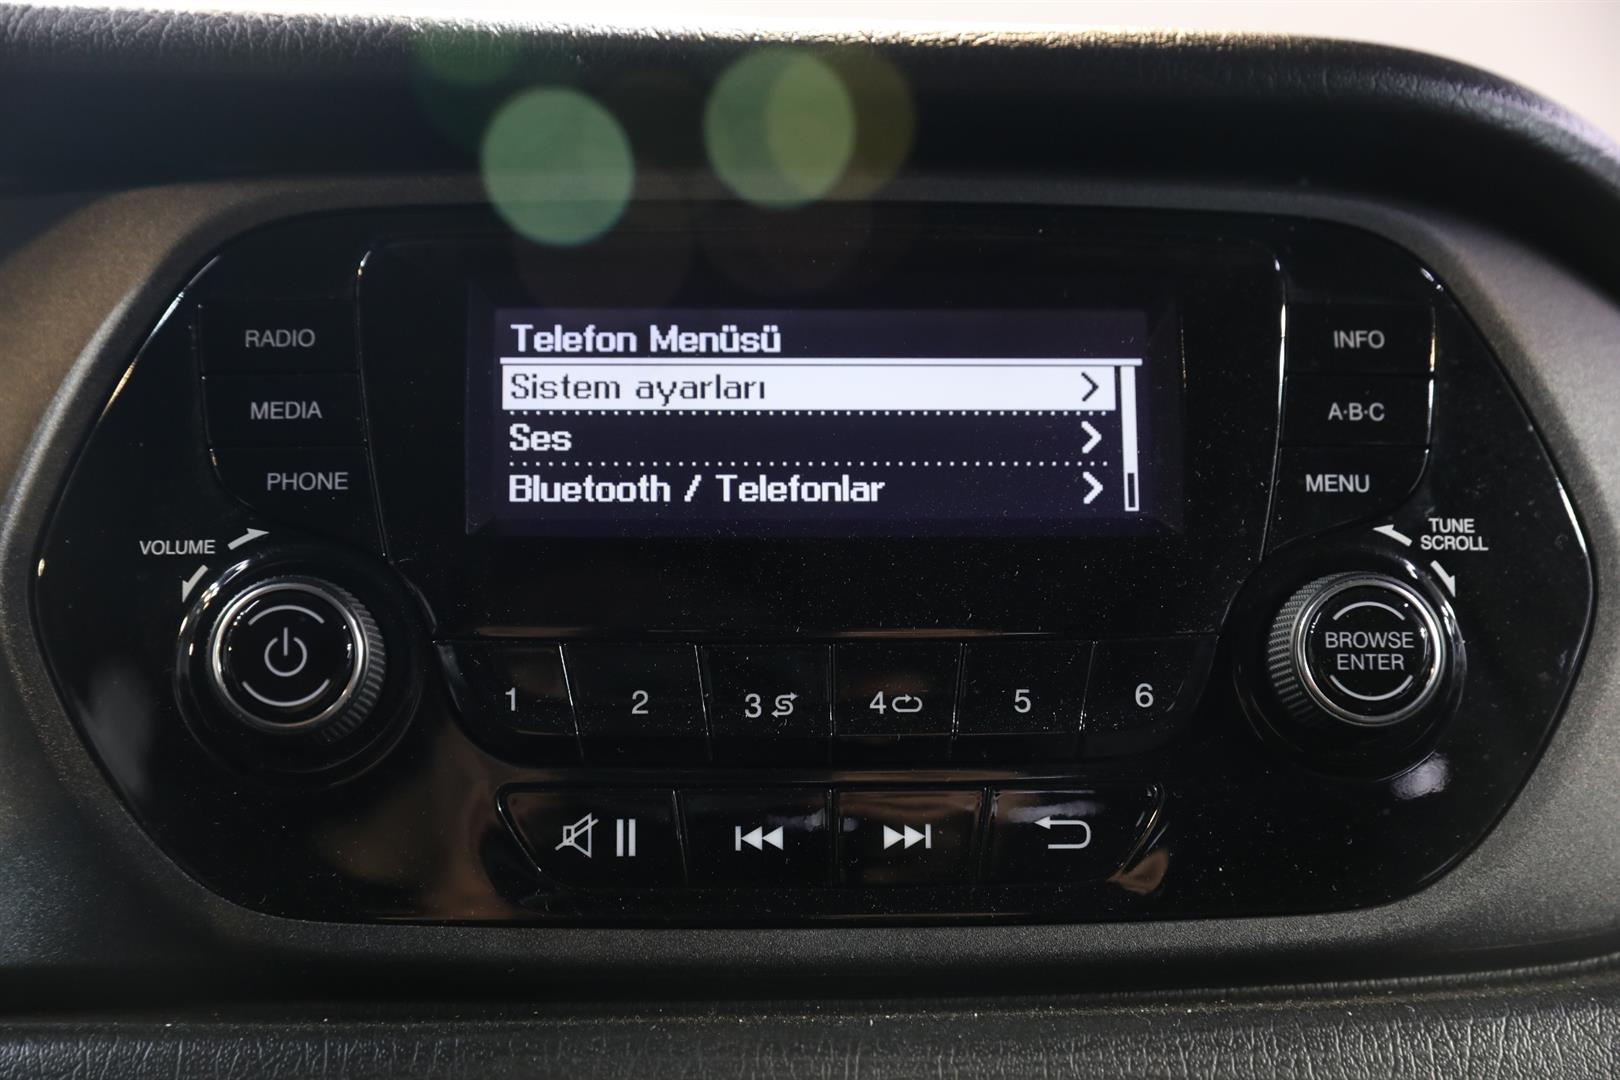 RADIO
MEDIA
PHONE
VOLUME
Telefon Menüsü
Sistem ayarları
Ses
Bluetooth / Telefonlar
INFO
A·B·C
MENU
TUNE
SCROLL
BROWSE
ENTER
1 2 3 4 5 6